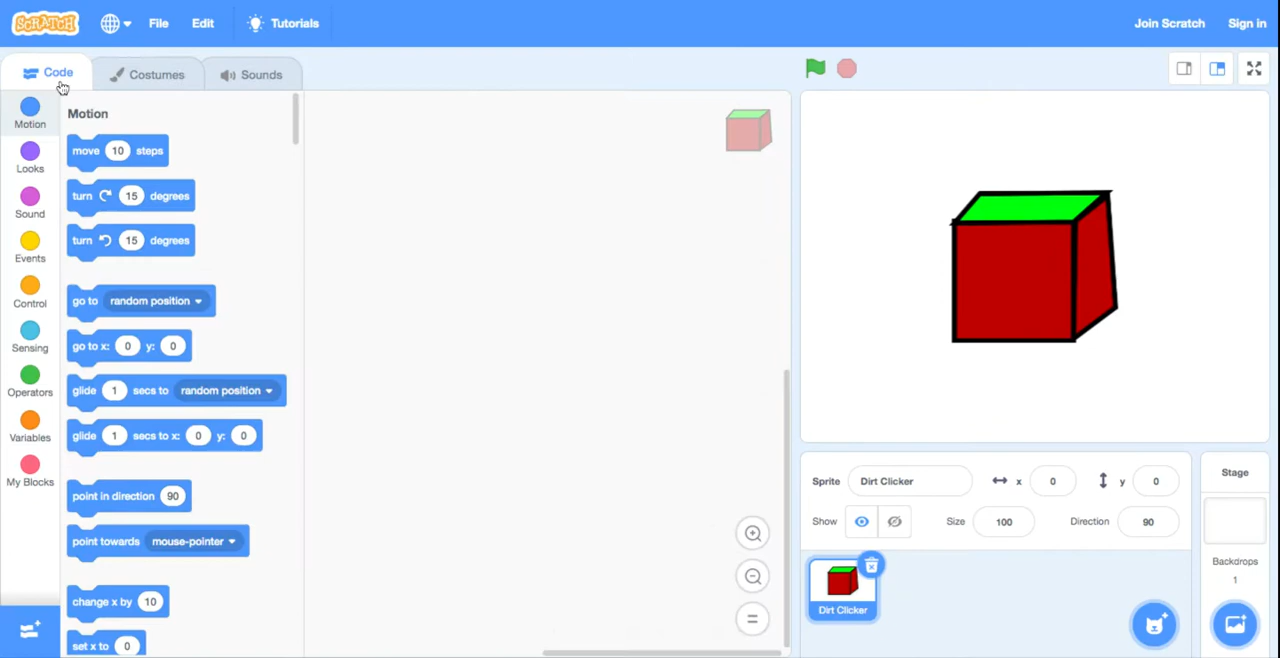 SCRATCH File Edit Tutorials Join Scratch Sign in
Code Costumes Sounds
Motion
Looks
Sound
Events
Control
Sensing
Operators
Variables
My Blocks
Motion
move 10 steps
turn 15 degrees
turn 15 degrees
go to random position
go to x: 0 y: 0
glide 1 secs to random position
glide 1 secs to x: 0 y: 0
point in direction 90
point towards mouse-pointer
change x by 10
set x to 0
Sprite Dirt Clicker x 0 y 0
Show Size 100 Direction 90
Dirt Clicker
Stage
Backdrops
1